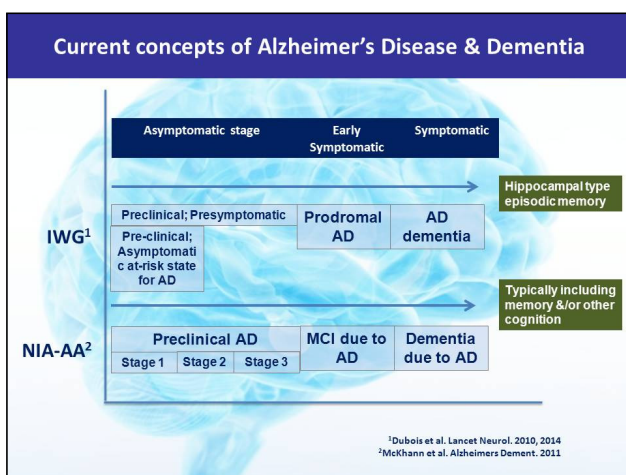 Current concepts of Alzheimer's Disease & Dementia
Asymptomatic stage
Early
Symptomatic
Symptomatic
Hippocampal type
episodic memory
IWG¹
Preclinical; Presymptomatic
Pre-clinical;
Asymptomati
c at-risk state
for AD
Prodromal
AD
AD
dementia
Typically including
memory &/or other
cognition
NIA-AA²
Preclinical AD
Stage 1
Stage 2
Stage 3
MCI due to
AD
Dementia
due to AD
¹Dubois et al. Lancet Neurol. 2010, 2014
²McKhann et al. Alzheimers Dement. 2011